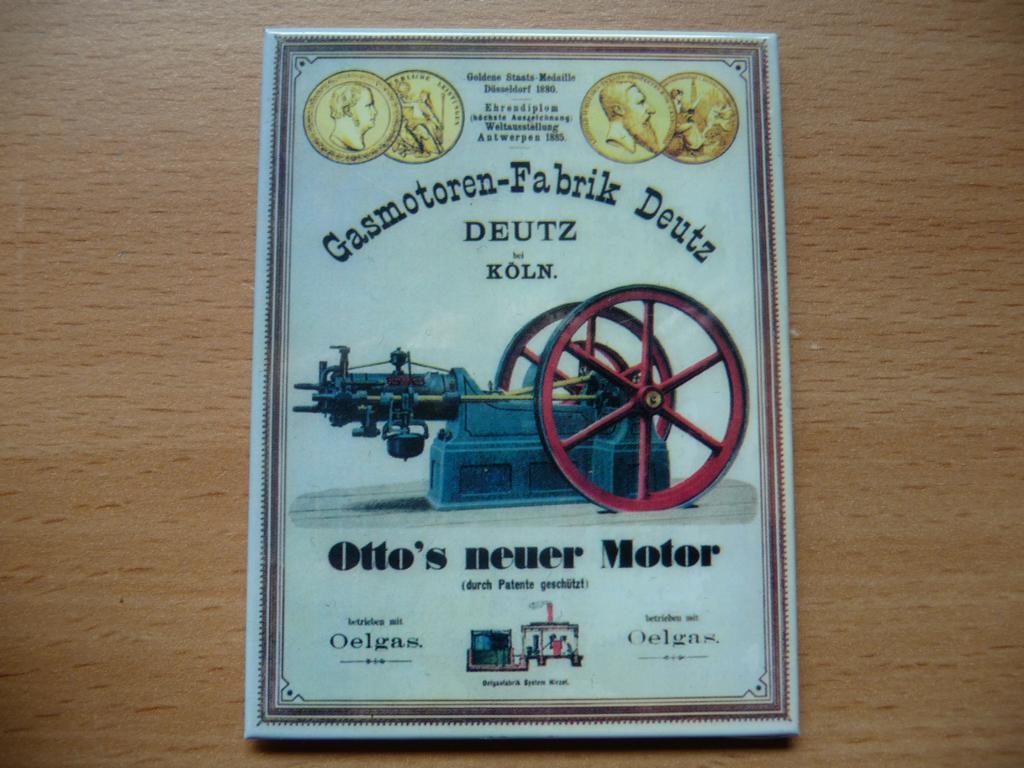 Goldene Staats-Medaille
Düsseldorf 1880.
Ehrendiplom
(höchste Auszeichnung)
Weltausstellung
Antwerpen 1885.
Gasmotoren-Fabrik Deutz
DEUTZ
bei
KÖLN.
Otto's neuer Motor
(durch Patente geschützt)
betrieben mit
Oelgas.
betrieben mit
Oelgas.
Oelgasfabrik System Hirzel.